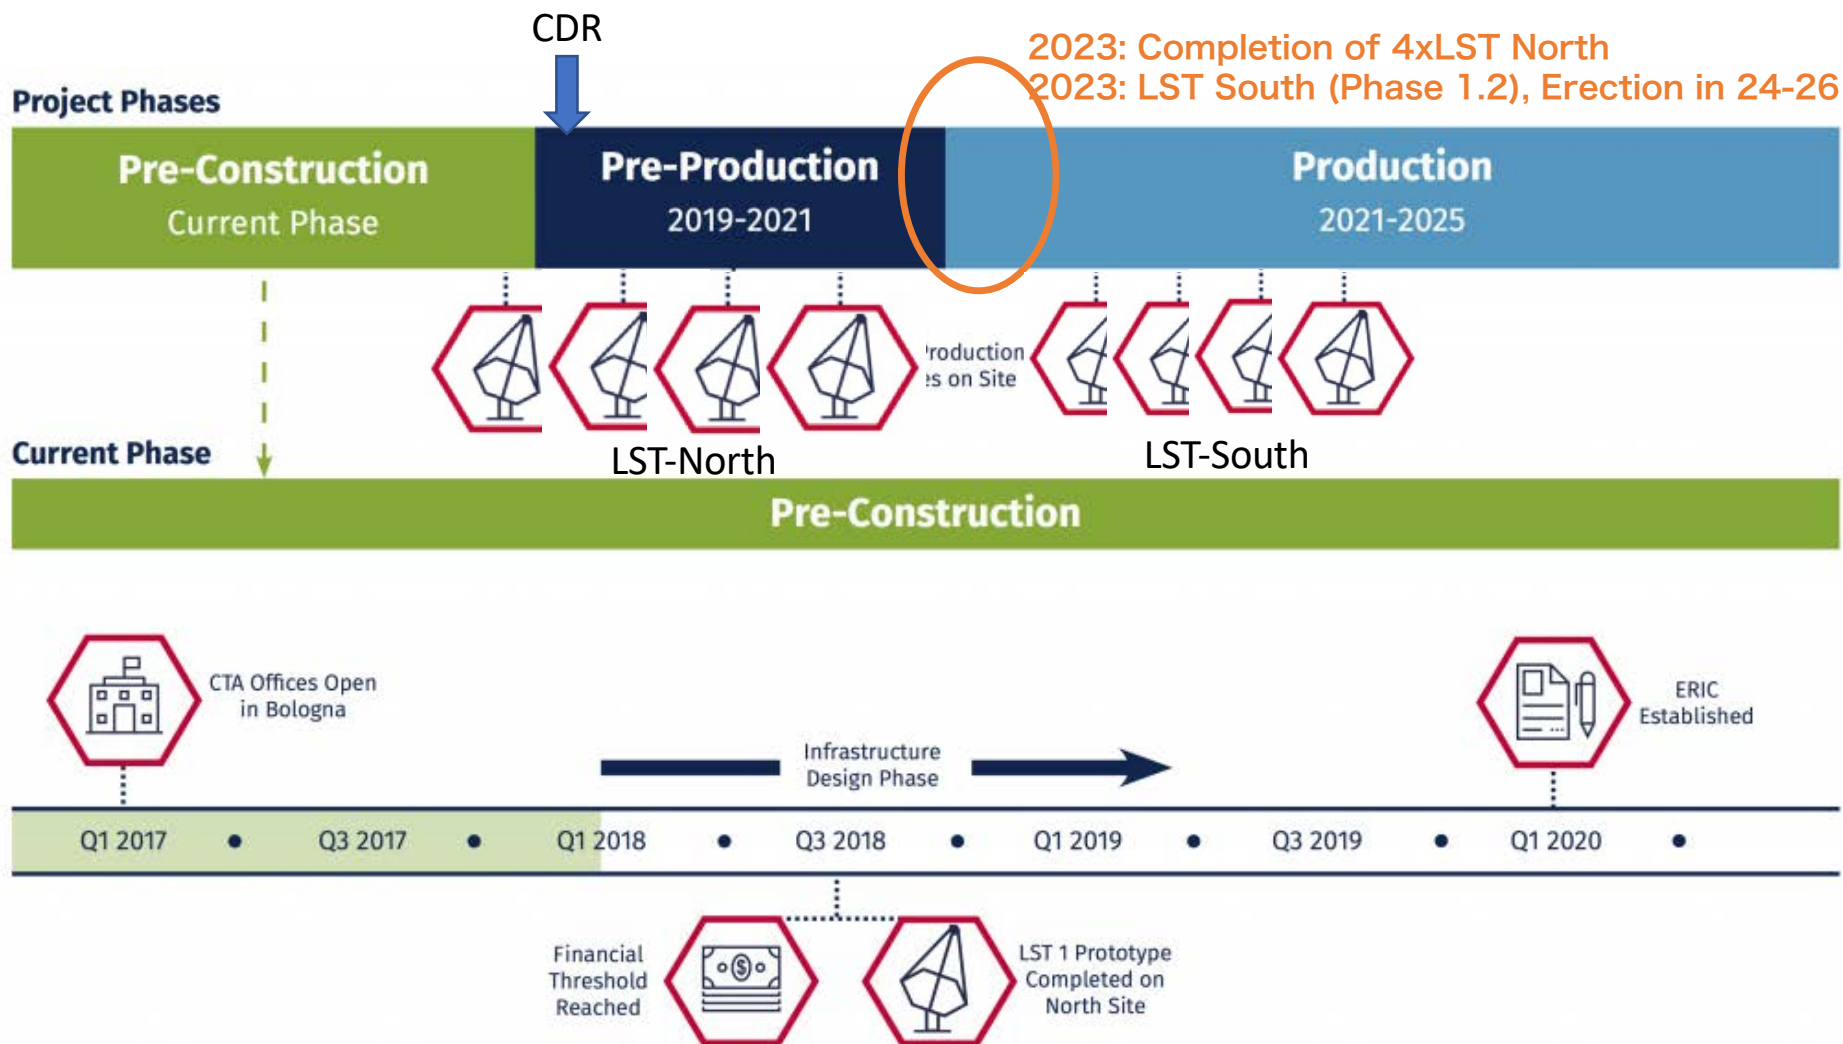 CDR
2023: Completion of 4xLST North
2023: LST South (Phase 1.2), Erection in 24-26
Project Phases
Pre-Construction
Current Phase
Pre-Production
2019-2021
Production
2021-2025
roduction
es on Site
LST-North
LST-South
Current Phase
Pre-Construction
CTA Offices Open
in Bologna
ERIC
Established
Infrastructure
Design Phase
Q1 2017 • Q3 2017 • Q1 2018 • Q3 2018 • Q1 2019 • Q3 2019 • Q1 2020 •
Financial
Threshold
Reached
$
LST 1 Prototype
Completed on
North Site